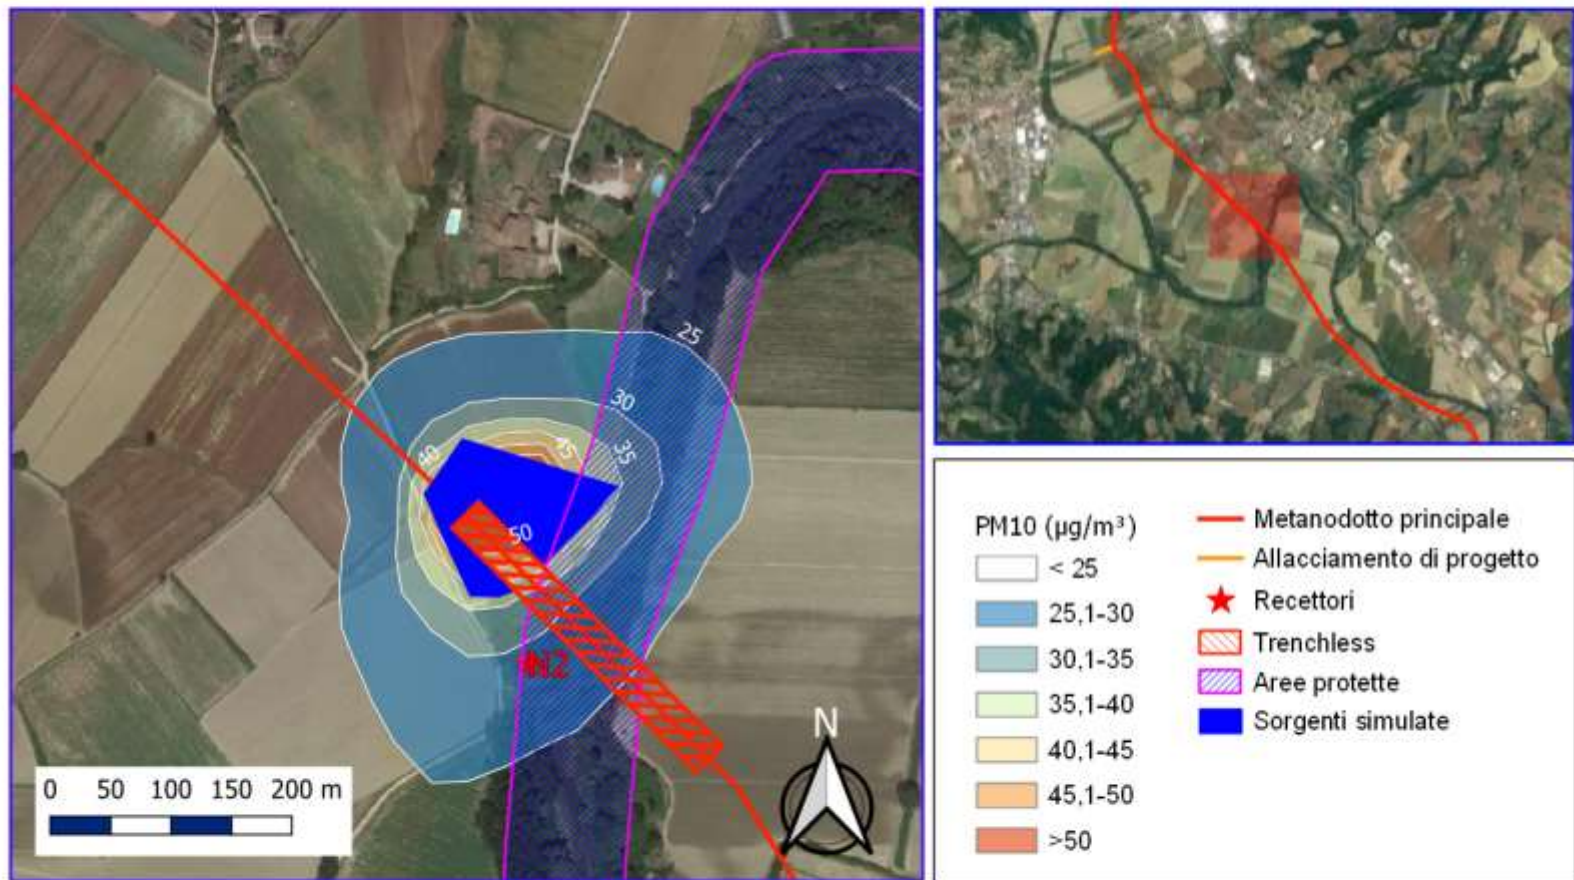 25
30
35
40
45
50
N2
0 50 100 150 200 m
N
PM10 (µg/m³)
< 25
25,1-30
30,1-35
35,1-40
40,1-45
45,1-50
>50
Metanodotto principale
Allacciamento di progetto
Recettori
Trenchless
Aree protette
Sorgenti simulate